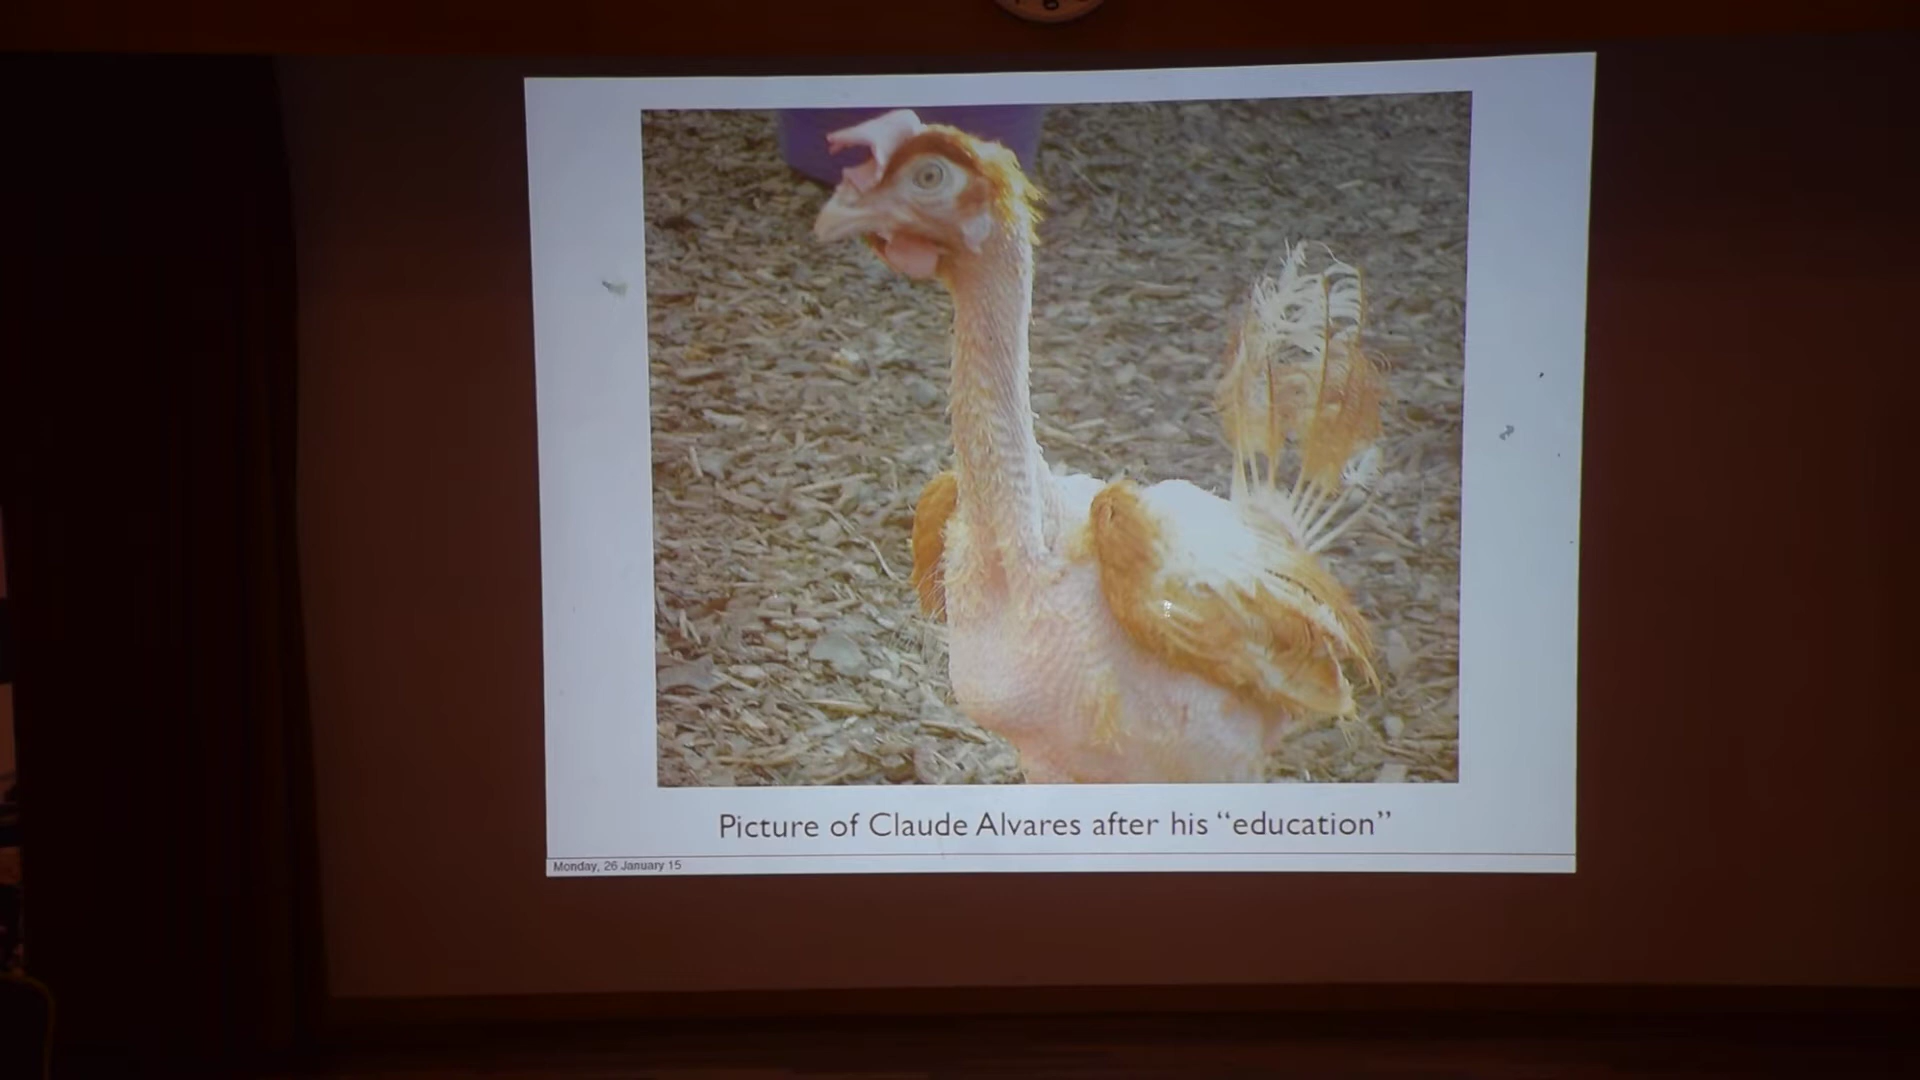 Picture of Claude Alvares after his “education”
Monday, 26 January 15